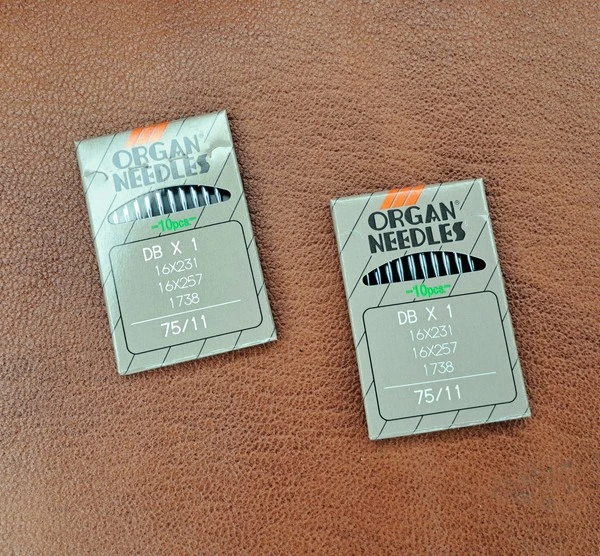 ORGAN®
NEEDLES
-10pcs.-
DB X 1
16X231
16X257
1738
75/11
ORGAN®
NEEDLES
-10pcs.-
DB X 1
16X231
16X257
1738
75/11